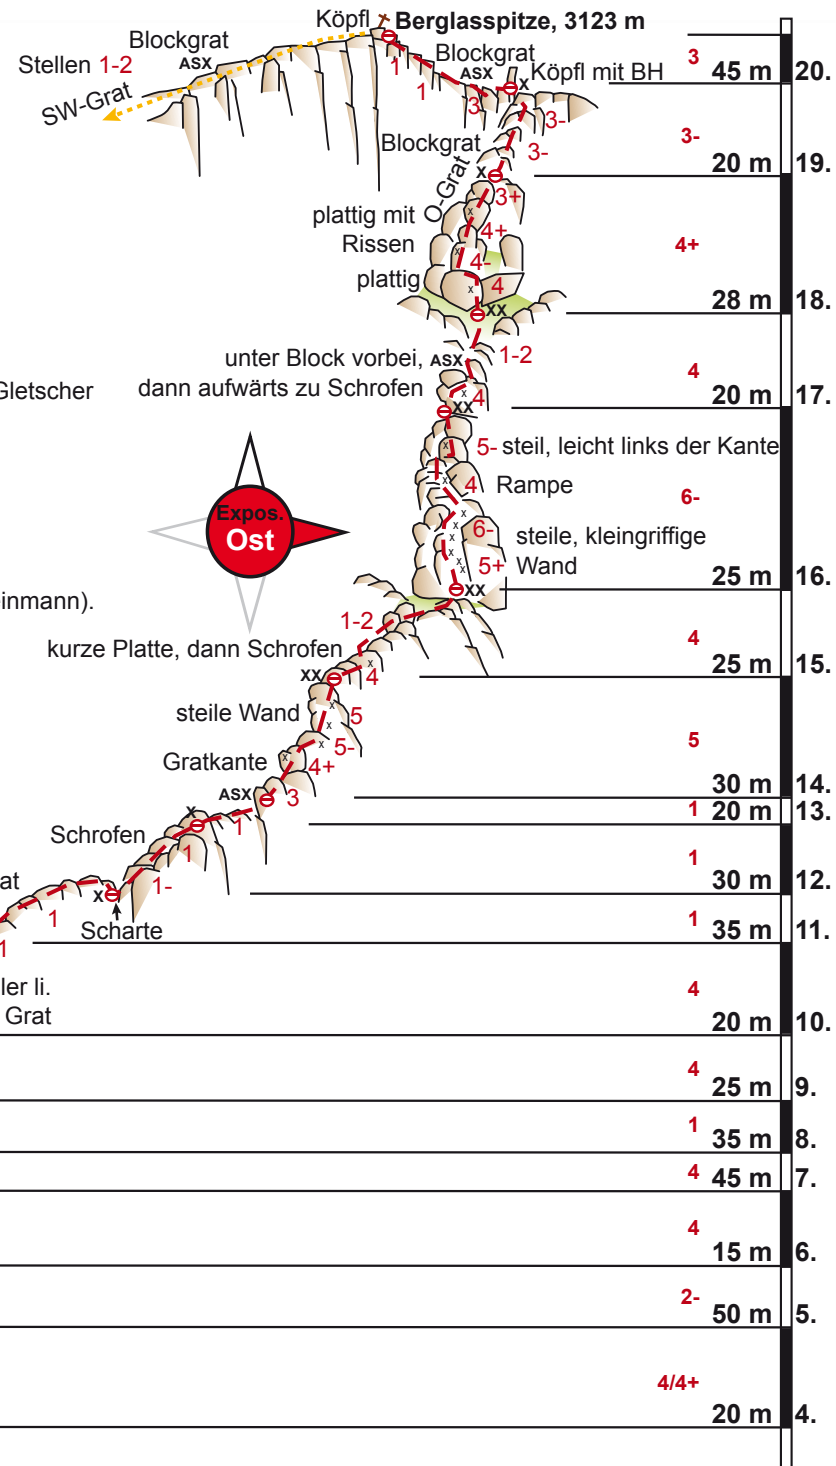 Köpfl
Berglasspitze, 3123 m
Blockgrat
Blockgrat
Stellen 1-2
ASX
ASX
Köpfl mit BH
3
45 m
20.
SW-Grat
1
1
3
X
3-
Blockgrat
3-
3-
20 m
19.
O-Grat
X
3+
plattig mit
Rissen
4+
4+
4-
plattig
4
28 m
18.
XX
1-2
unter Block vorbei,
ASX
dann aufwärts zu Schrofen
4
4
20 m
17.
Gletscher
XX
5-
steil, leicht links der Kante
4
Rampe
6-
Expos.
Ost
6-
steile, kleingriffige
Wand
5+
25 m
16.
XX
inmann).
1-2
kurze Platte, dann Schrofen
4
25 m
15.
XX
4
steile Wand
5
5-
5
Gratkante
4+
30 m
14.
ASX
3
1
20 m
13.
X
1
Schrofen
1
1
30 m
12.
1-
at
X
1
Scharte
1
35 m
11.
1
ler li.
Grat
4
20 m
10.
4
25 m
9.
1
35 m
8.
4
45 m
7.
4
15 m
6.
2-
50 m
5.
4/4+
20 m
4.